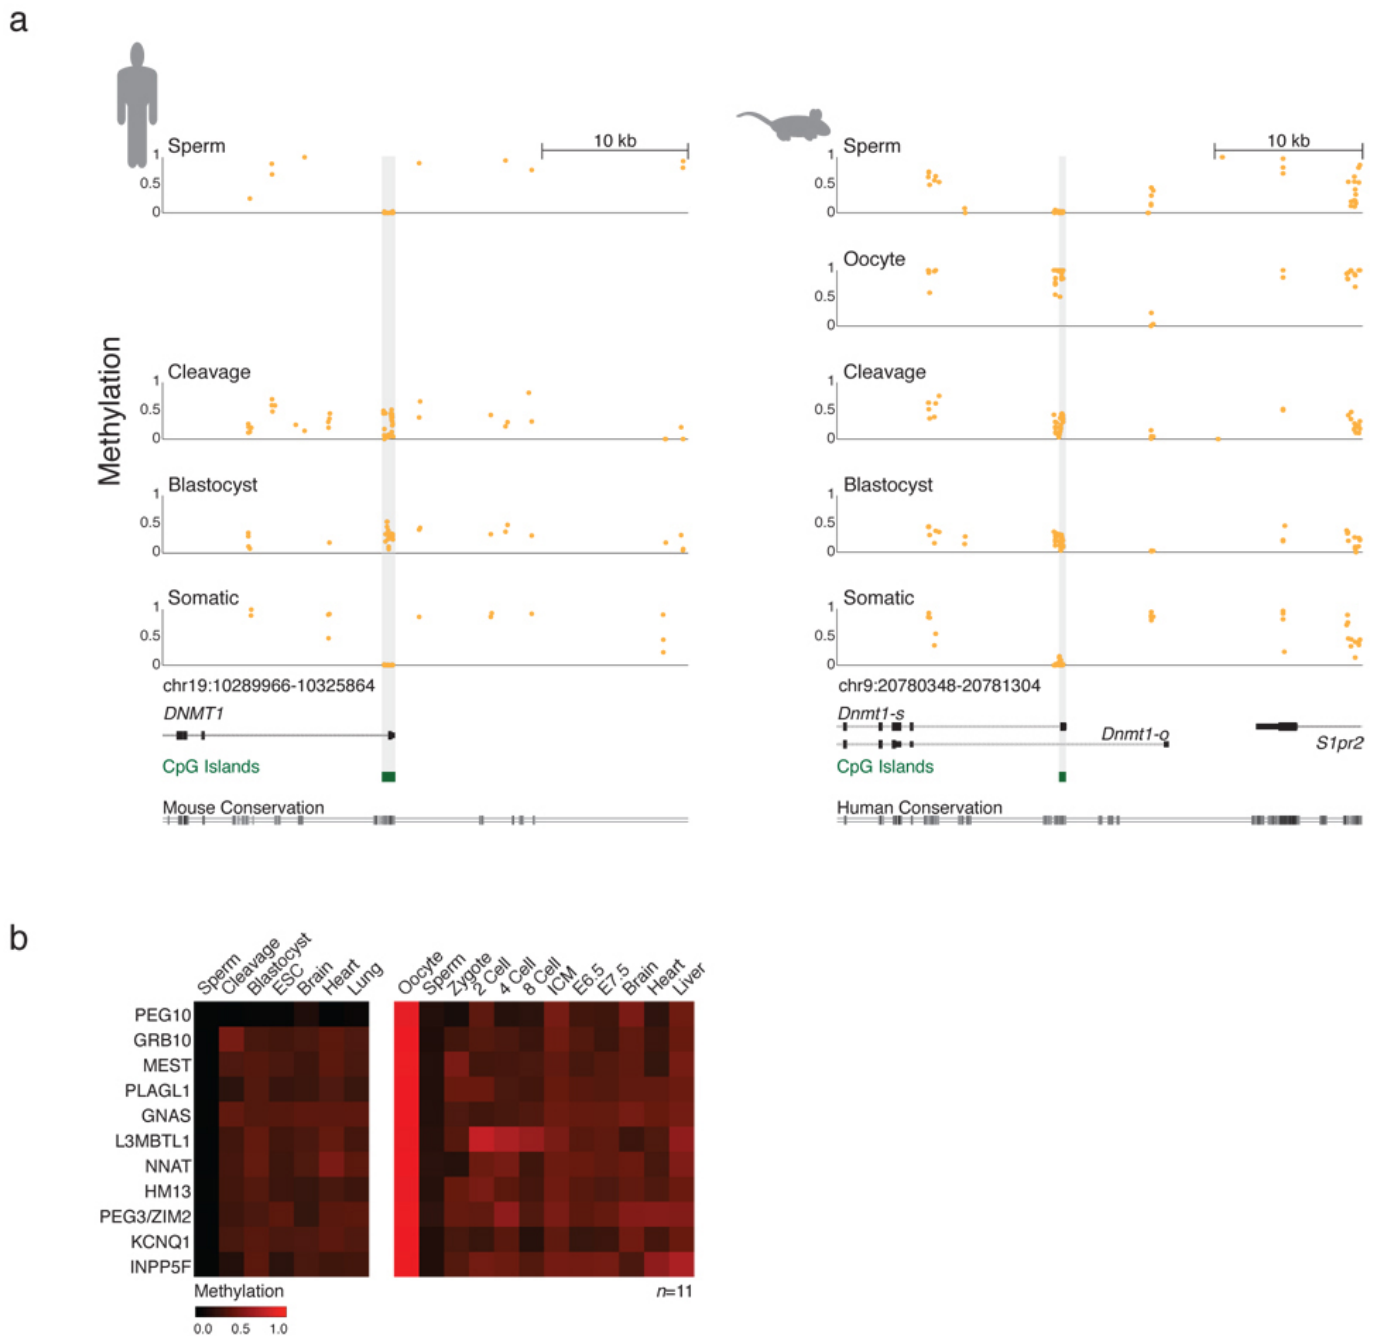 a
Sperm
10 kb
1
0.5
0
Cleavage
1
0.5
0
Blastocyst
1
0.5
0
Somatic
1
0.5
0
Methylation
chr19:10289966-10325864
DNMT1
CpG Islands
Mouse Conservation
Sperm
10 kb
1
0.5
0
Oocyte
1
0.5
0
Cleavage
1
0.5
0
Blastocyst
1
0.5
0
Somatic
1
0.5
0
chr9:20780348-20781304
Dnmt1-s
Dnmt1-o
S1pr2
CpG Islands
Human Conservation
b
Sperm Cleavage Blastocyst ESC Brain Heart Lung
Oocyte Sperm Zygote 2 Cell 4 Cell 8 Cell ICM E6.5 E7.5 Brain Heart Liver
PEG10
GRB10
MEST
PLAGL1
GNAS
L3MBTL1
NNAT
HM13
PEG3/ZIM2
KCNQ1
INPP5F
Methylation
0.0 0.5 1.0
n=11